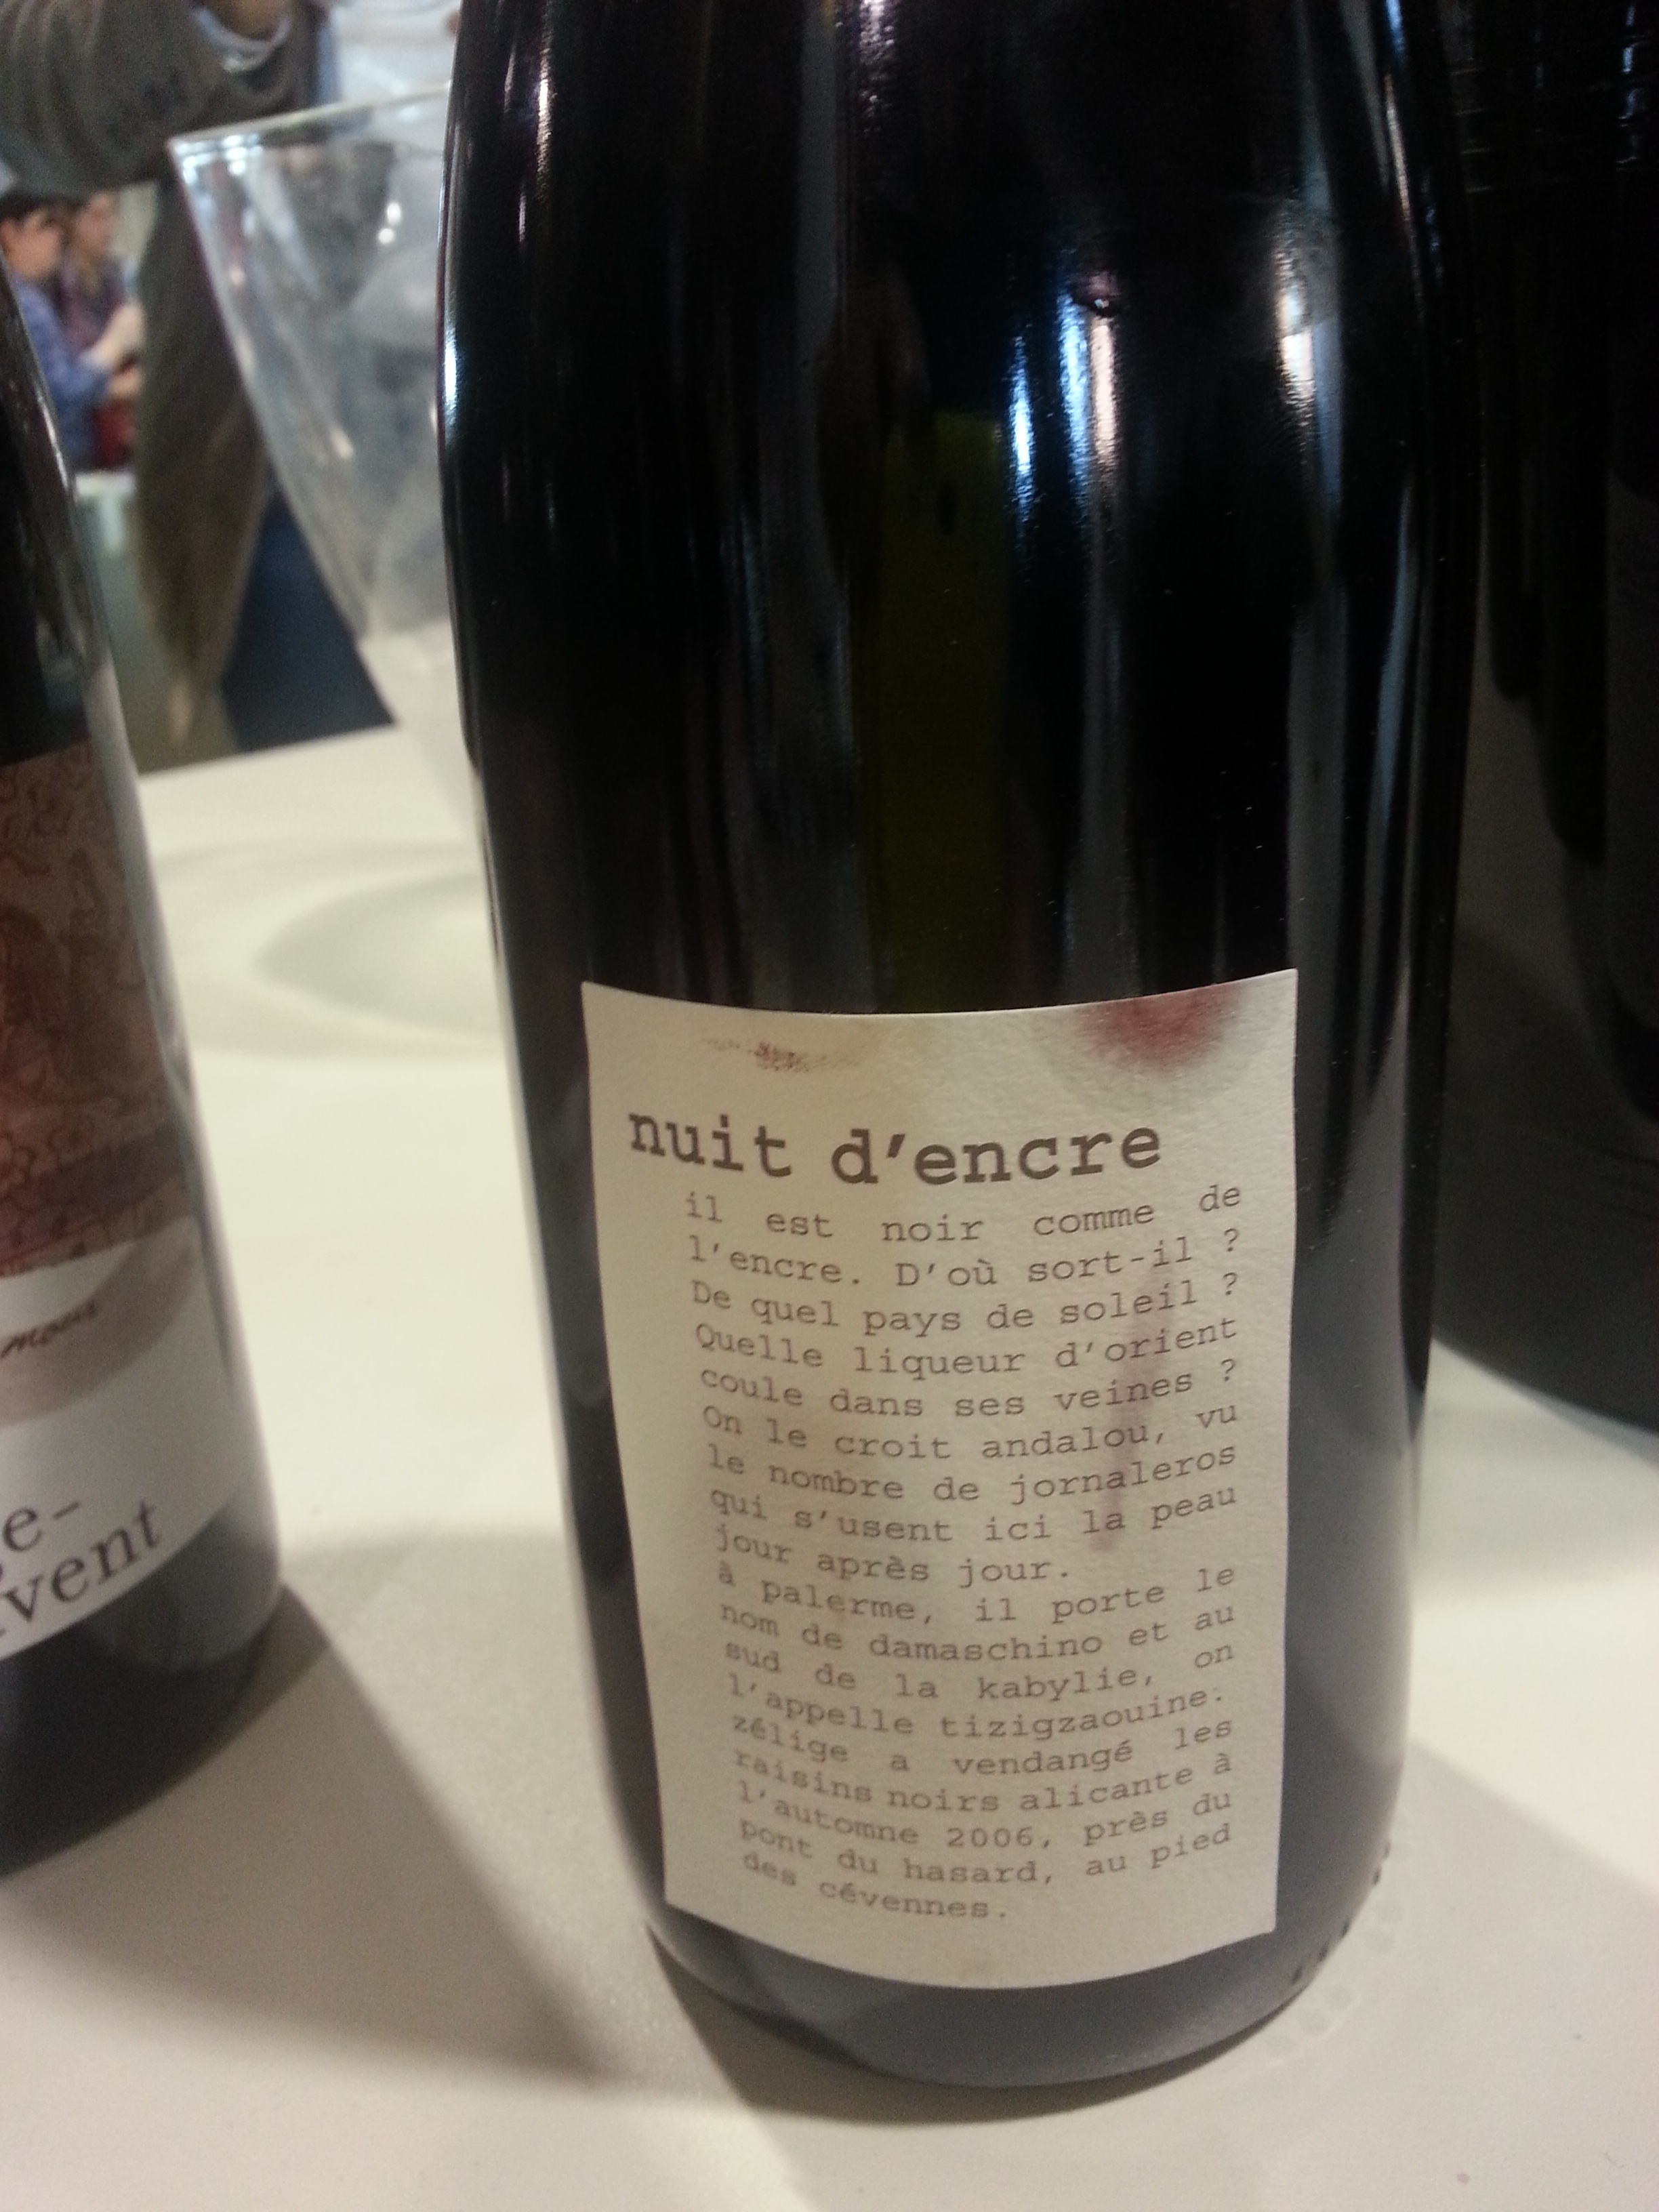 nuit d'encre
il est noir comme de
l'encre. D'où sort-il ?
De quel pays de soleil ?
Quelle liqueur d'orient
coule dans ses veines ?
On le croit andalou, vu
le nombre de jornaleros
qui s'usent ici la peau
jour après jour.
à palerme, il porte le
nom de damaschino et au
sud de la kabylie, on
l'appelle tizigzaouine.
zélige a vendangé les
raisins noirs alicante à
l'automne 2006, près du
pont du hasard, au pied
des cévennes.